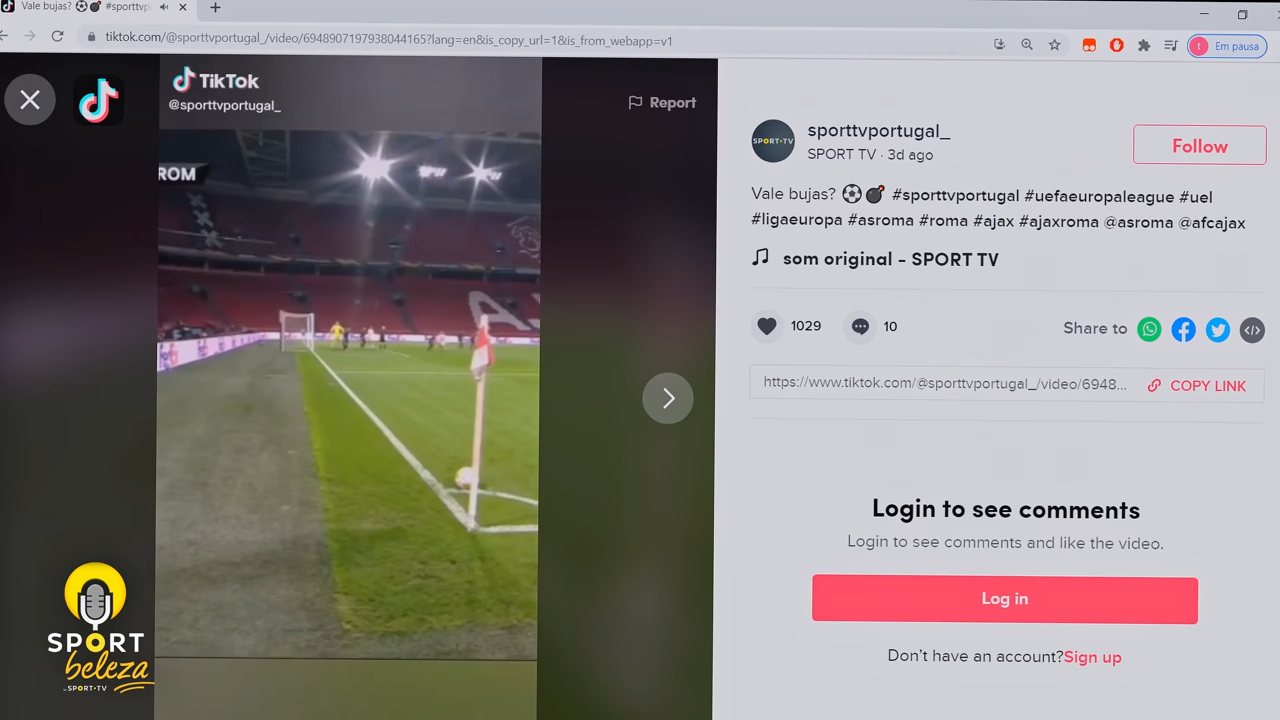 Vale bujas? ⚽💣 #sporttvp
tiktok.com/@sporttvportugal_/video/6948907197938044165?lang=en&is_copy_url=1&is_from_webapp=v1
t
Em pausa
TikTok
@sporttvportugal_
Report
ROM
SPORT•TV
sporttvportugal_
SPORT TV · 3d ago
Follow
Vale bujas? ⚽💣 #sporttvportugal #uefaeuropaleague #uel
#ligaeuropa #asroma #roma #ajax #ajaxroma @asroma @afcajax
som original - SPORT TV
1029
10
Share to
https://www.tiktok.com/@sporttvportugal_/video/6948...
COPY LINK
Login to see comments
Login to see comments and like the video.
Log in
Don't have an account?Sign up
SPORT
beleza
by SPORT•TV